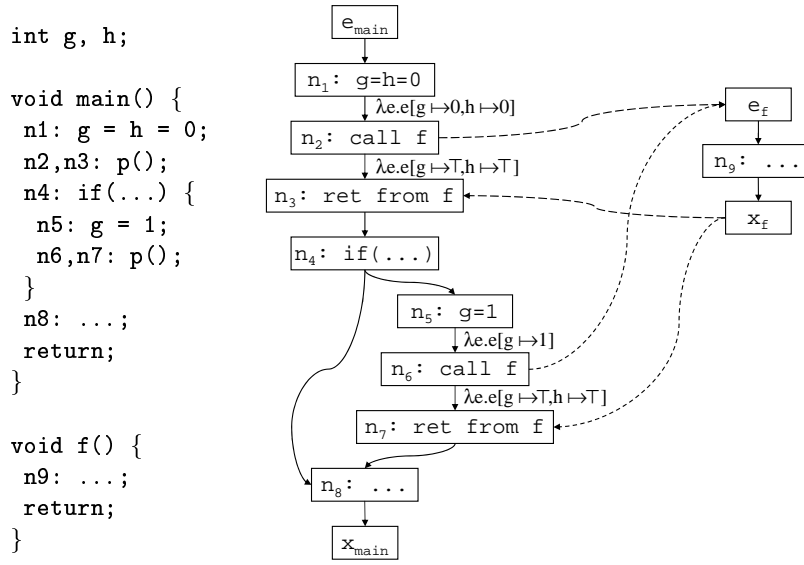 int g, h;
void main() {
n1: g = h = 0;
n2,n3: p();
n4: if(...) {
n5: g = 1;
n6,n7: p();
}
n8: ...;
return;
}
void f() {
n9: ...;
return;
}
e_main
n₁: g=h=0
λe.e[g ↦0,h ↦0]
n₂: call f
λe.e[g ↦⊤,h ↦⊤]
n₃: ret from f
n₄: if(...)
n₅: g=1
λe.e[g ↦1]
n₆: call f
λe.e[g ↦⊤,h ↦⊤]
n₇: ret from f
n₈: ...
x_main
e_f
n₉: ...
x_f